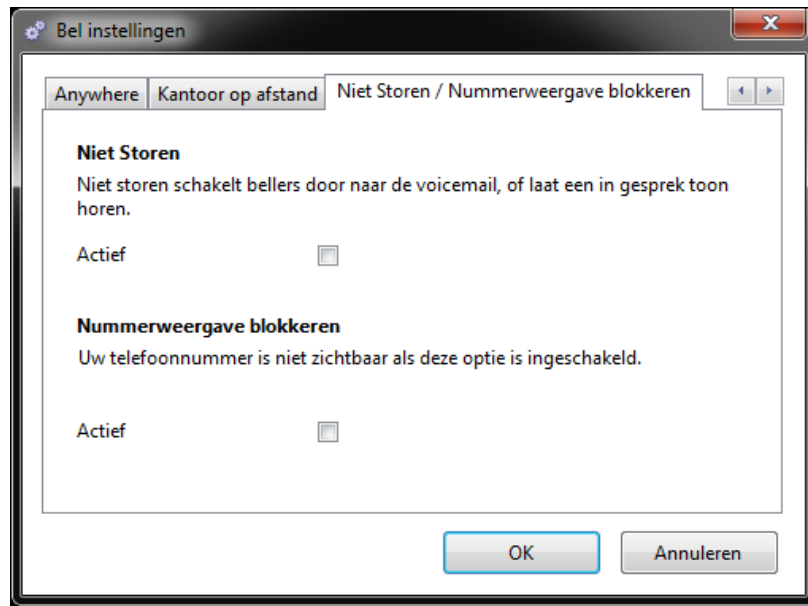 Bel instellingen
Anywhere Kantoor op afstand Niet Storen / Nummerweergave blokkeren
Niet Storen
Niet storen schakelt bellers door naar de voicemail, of laat een in gesprek toon
horen.
Actief
Nummerweergave blokkeren
Uw telefoonnummer is niet zichtbaar als deze optie is ingeschakeld.
Actief
OK Annuleren